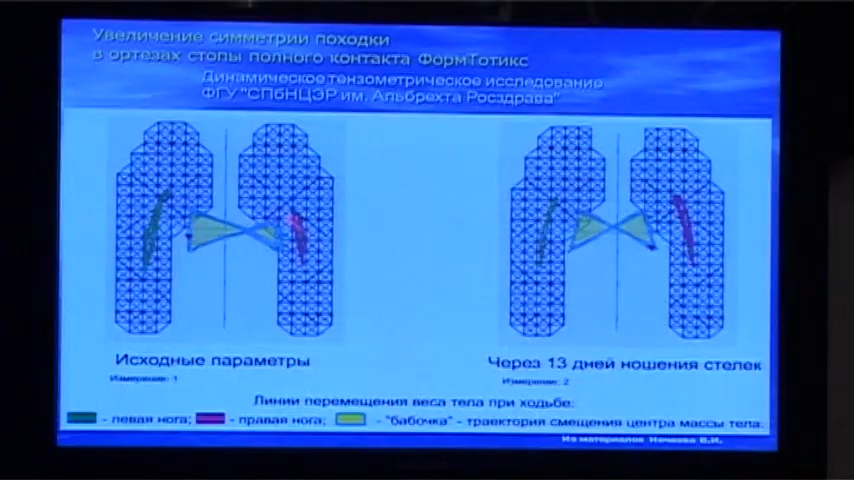 Увеличение симметрии походки
в ортезах стопы полного контакта ФормТотикс
Динамическое тензометрическое исследование
ФГУ "СПбНЦЭР им. Альбрехта Росздрава"
Исходные параметры
Измерение: 1
Через 13 дней ношения стелек
Измерение: 2
Линии перемещения веса тела при ходьбе:
- левая нога; - правая нога; - "бабочка" - траектория смещения центра массы тела.
Из материалов В.И.